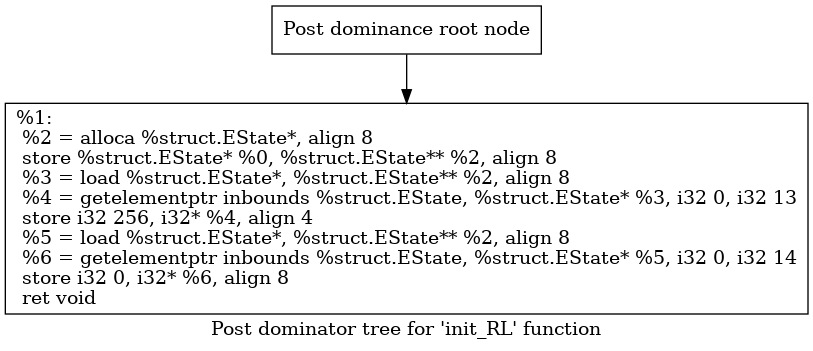 Post dominance root node
%1:
%2 = alloca %struct.EState*, align 8
store %struct.EState* %0, %struct.EState** %2, align 8
%3 = load %struct.EState*, %struct.EState** %2, align 8
%4 = getelementptr inbounds %struct.EState, %struct.EState* %3, i32 0, i32 13
store i32 256, i32* %4, align 4
%5 = load %struct.EState*, %struct.EState** %2, align 8
%6 = getelementptr inbounds %struct.EState, %struct.EState* %5, i32 0, i32 14
store i32 0, i32* %6, align 8
ret void
Post dominator tree for 'init_RL' function